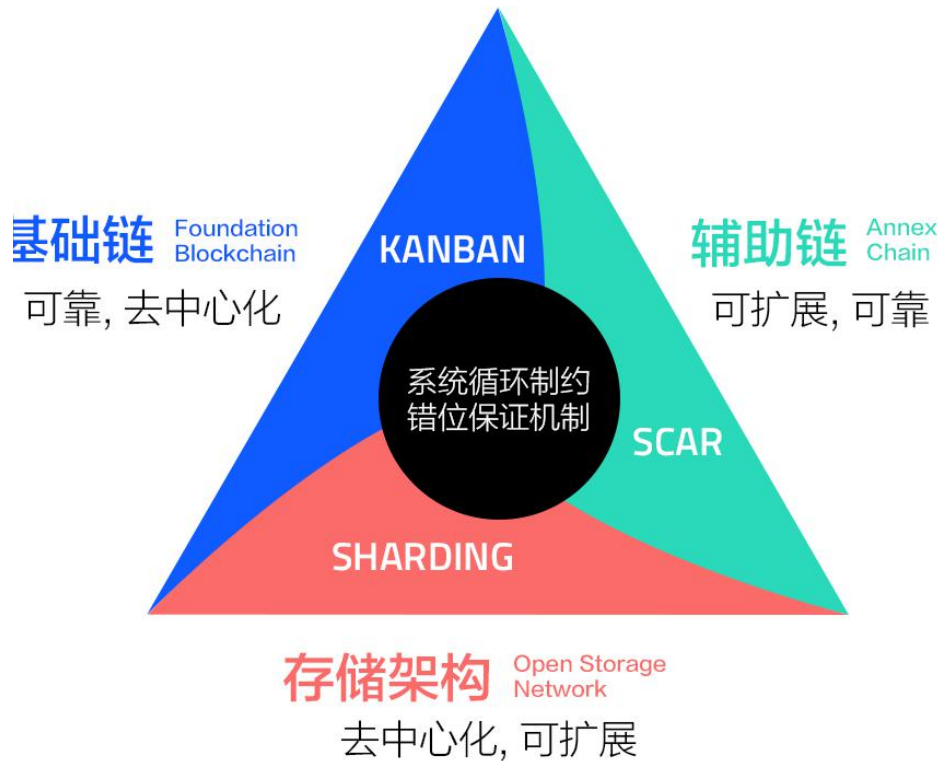 基础链 Foundation Blockchain
可靠, 去中心化
KANBAN
辅助链 Annex Chain
可扩展, 可靠
系统循环制约
错位保证机制
SCAR
SHARDING
存储架构 Open Storage Network
去中心化, 可扩展